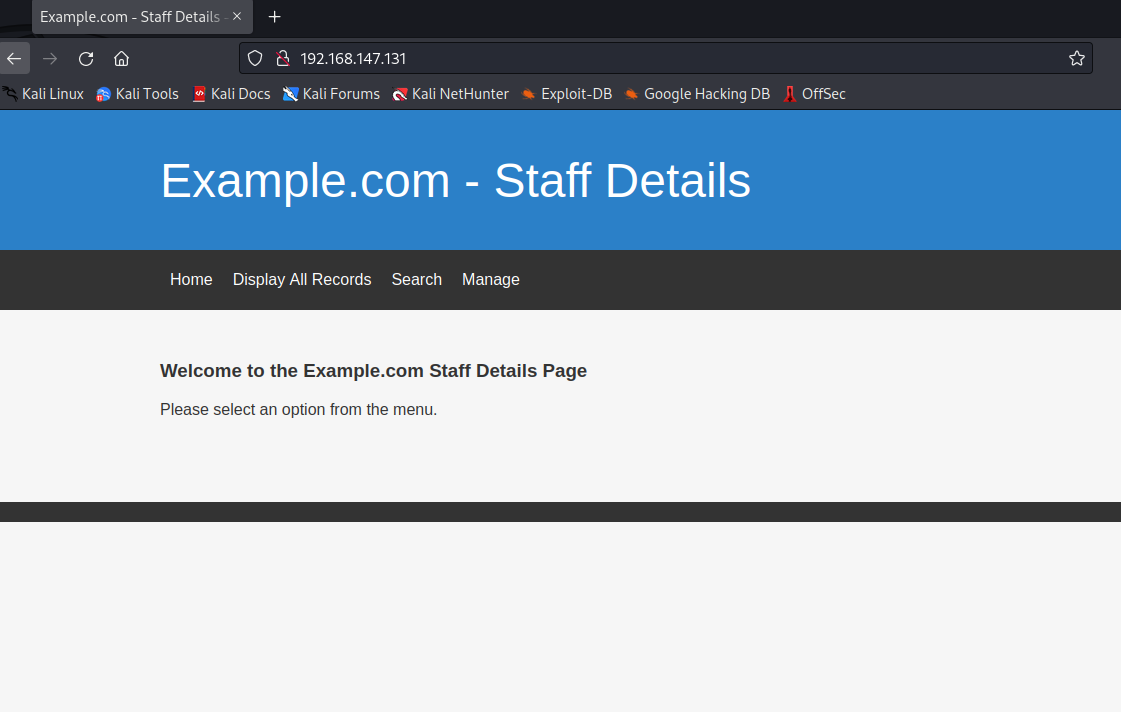 Example.com - Staff Details -
192.168.147.131
Kali Linux Kali Tools Kali Docs Kali Forums Kali NetHunter Exploit-DB Google Hacking DB OffSec
Example.com - Staff Details
Home Display All Records Search Manage
Welcome to the Example.com Staff Details Page
Please select an option from the menu.